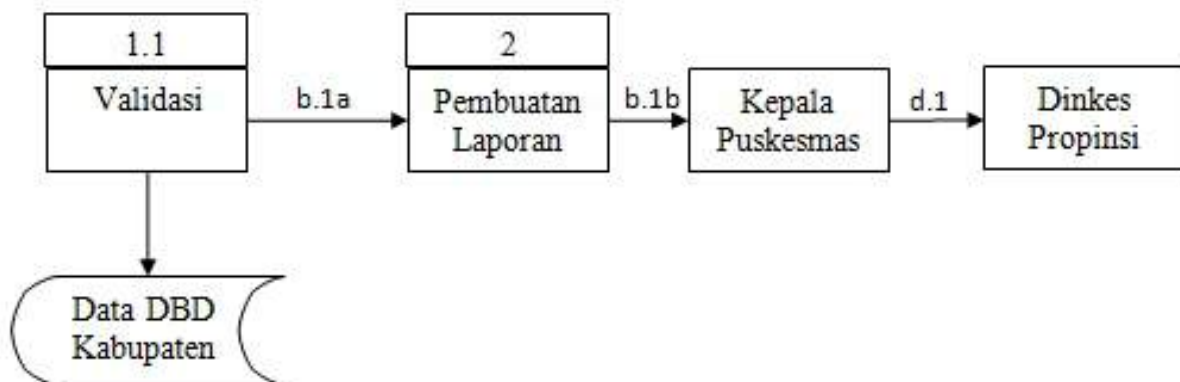 1.1
Validasi
b.1a
2
Pembuatan
Laporan
b.1b
Kepala
Puskesmas
d.1
Dinkes
Propinsi
Data DBD
Kabupaten